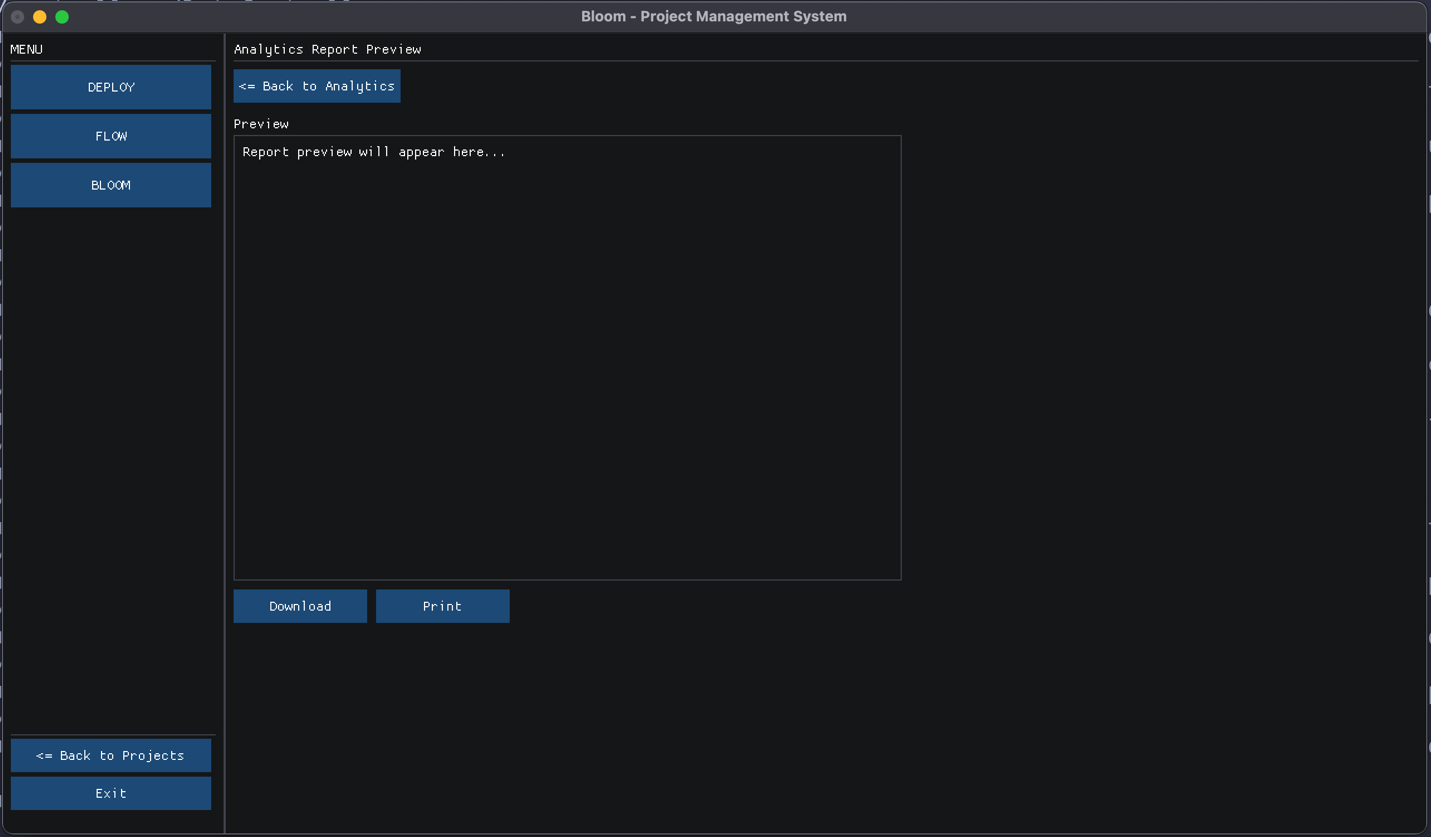 Bloom - Project Management System
MENU
DEPLOY
FLOW
BLOOM
<= Back to Projects
Exit
Analytics Report Preview
<= Back to Analytics
Preview
Report preview will appear here...
Download
Print